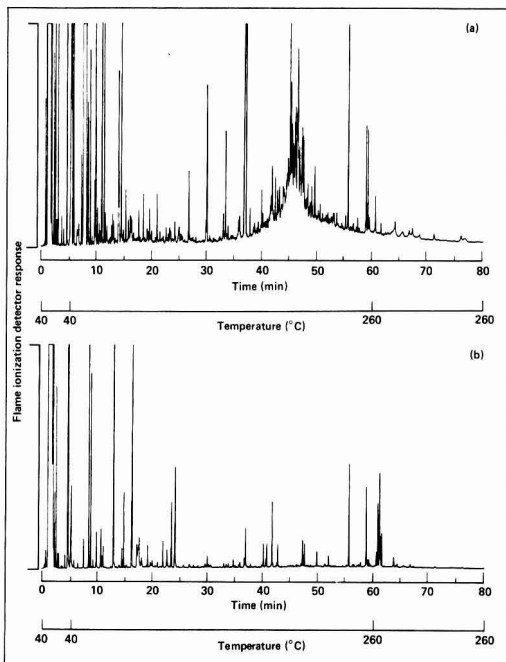 Flame ionization detector response
(a)
0 10 20 30 40 50 60 70 80
Time (min)
40 40 260 260
Temperature (°C)
(b)
0 10 20 30 40 50 60 70 80
Time (min)
40 40 260 260
Temperature (°C)